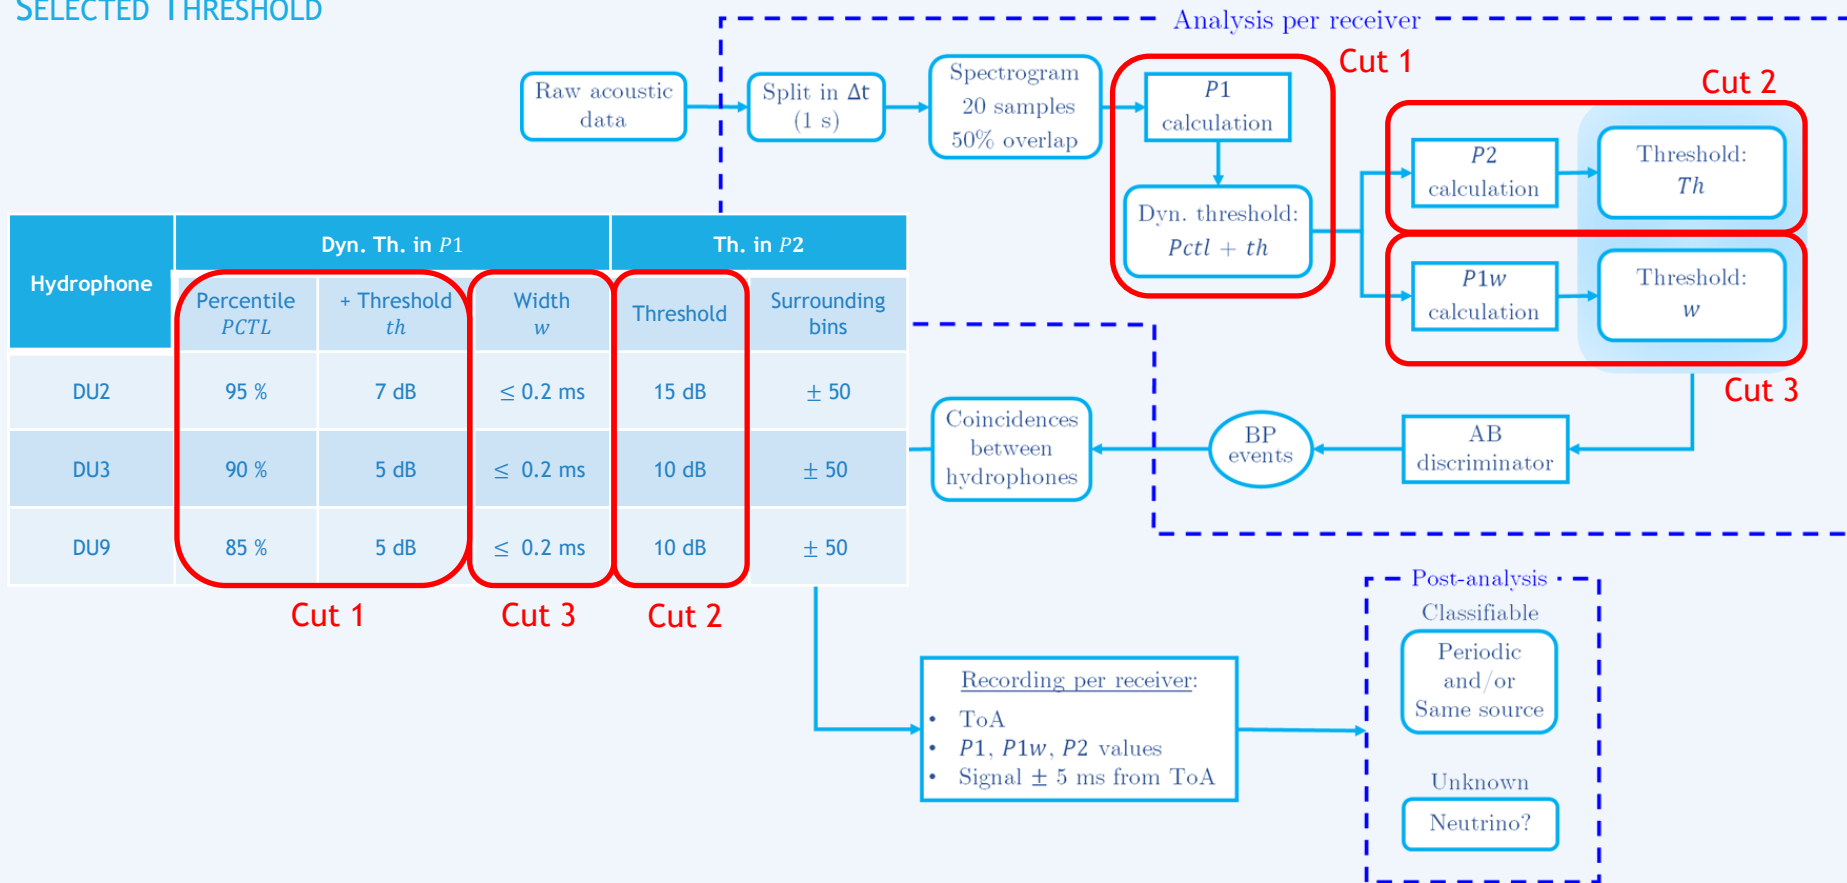 SELECTED THRESHOLD
Analysis per receiver
Raw acoustic
data
Split in Δt
(1 s)
Spectrogram
20 samples
50% overlap
P1
calculation
Cut 1
Dyn. threshold:
Pctl + th
Cut 2
P2
calculation
Threshold:
Th
P1w
calculation
Threshold:
w
Cut 3
AB
discriminator
BP
events
Coincidences
between
hydrophones
Hydrophone
Dyn. Th. in P1
Th. in P2
Percentile
PCTL
+ Threshold
th
Width
w
Threshold
Surrounding
bins
DU2 95 % 7 dB ≤ 0.2 ms 15 dB ± 50
DU3 90 % 5 dB ≤ 0.2 ms 10 dB ± 50
DU9 85 % 5 dB ≤ 0.2 ms 10 dB ± 50
Cut 1
Cut 3
Cut 2
Recording per receiver:
• ToA
• P1, P1w, P2 values
• Signal ± 5 ms from ToA
Post-analysis
Classifiable
Periodic
and/or
Same source
Unknown
Neutrino?